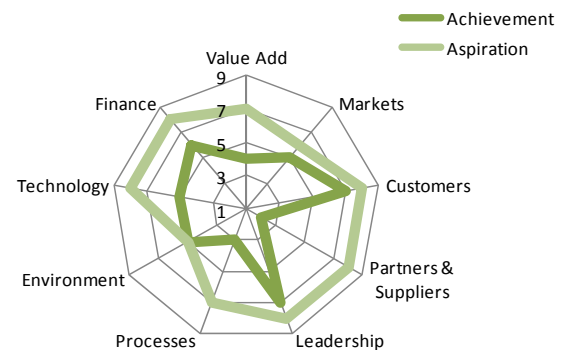 Achievement
Aspiration
Value Add
9
Finance
Markets
7
5
Technology
3
Customers
1
Partners &
Suppliers
Environment
Processes
Leadership